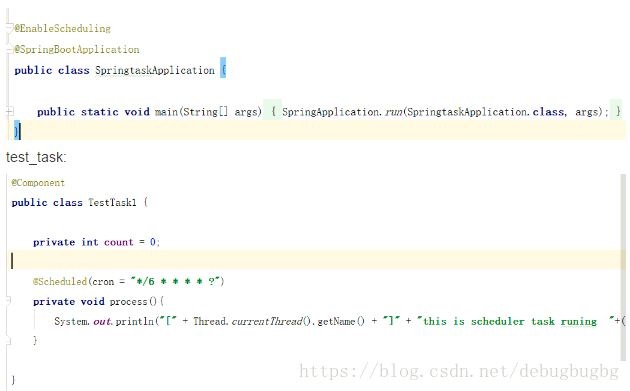 @EnableScheduling
@SpringBootApplication
public class SpringtaskApplication {
public static void main(String[] args) { SpringApplication.run(SpringtaskApplication.class, args); }
}
test_task:
@Component
public class TestTask1 {
private int count = 0;
@Scheduled(cron = "*/6 * * * * ?")
private void process(){
System.out.println("[" + Thread.currentThread().getName() + "]" + "this is scheduler task runing  "+(
}
}
https://blog.csdn.net/debugbugbg